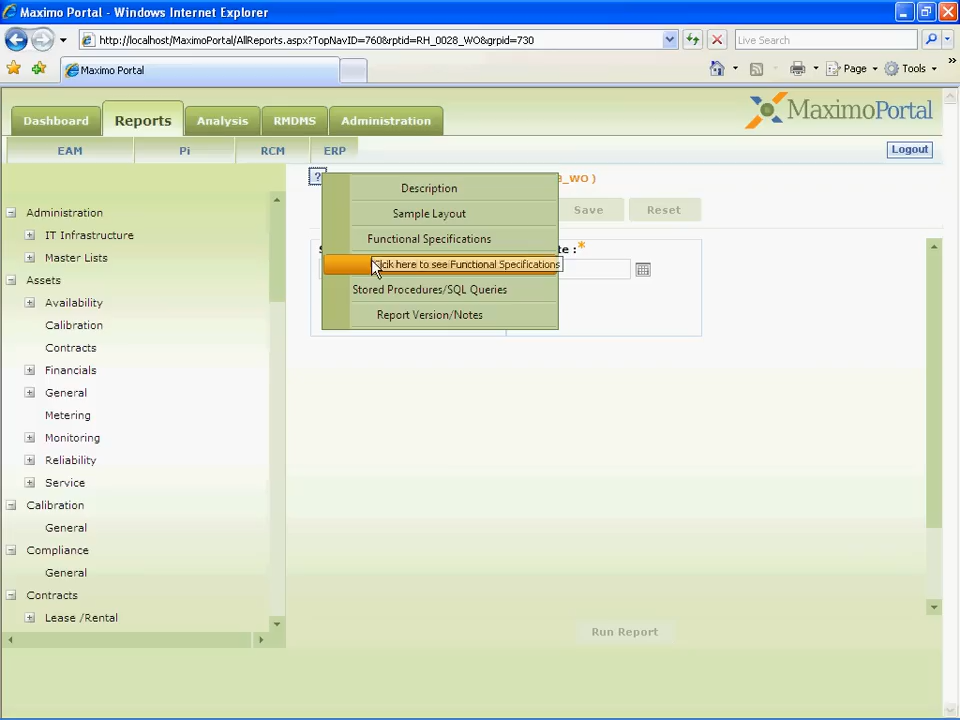 Maximo Portal - Windows Internet Explorer
http://localhost/MaximoPortal/AllReports.aspx?TopNavID=760&rptid=RH_0028_WO&grpid=730
Live Search
Maximo Portal
Page
Tools
»
Dashboard
Reports
Analysis
RMDMS
Administration
MaximoPortal
EAM
Pi
RCM
ERP
Logout
?
_WO )
Description
Save
Reset
Administration
Sample Layout
IT Infrastructure
Functional Specifications
te :*
Master Lists
Click here to see Functional Specifications
Assets
Stored Procedures/SQL Queries
Availability
Report Version/Notes
Calibration
Contracts
Financials
General
Metering
Monitoring
Reliability
Service
Calibration
General
Compliance
General
Contracts
Lease /Rental
Run Report